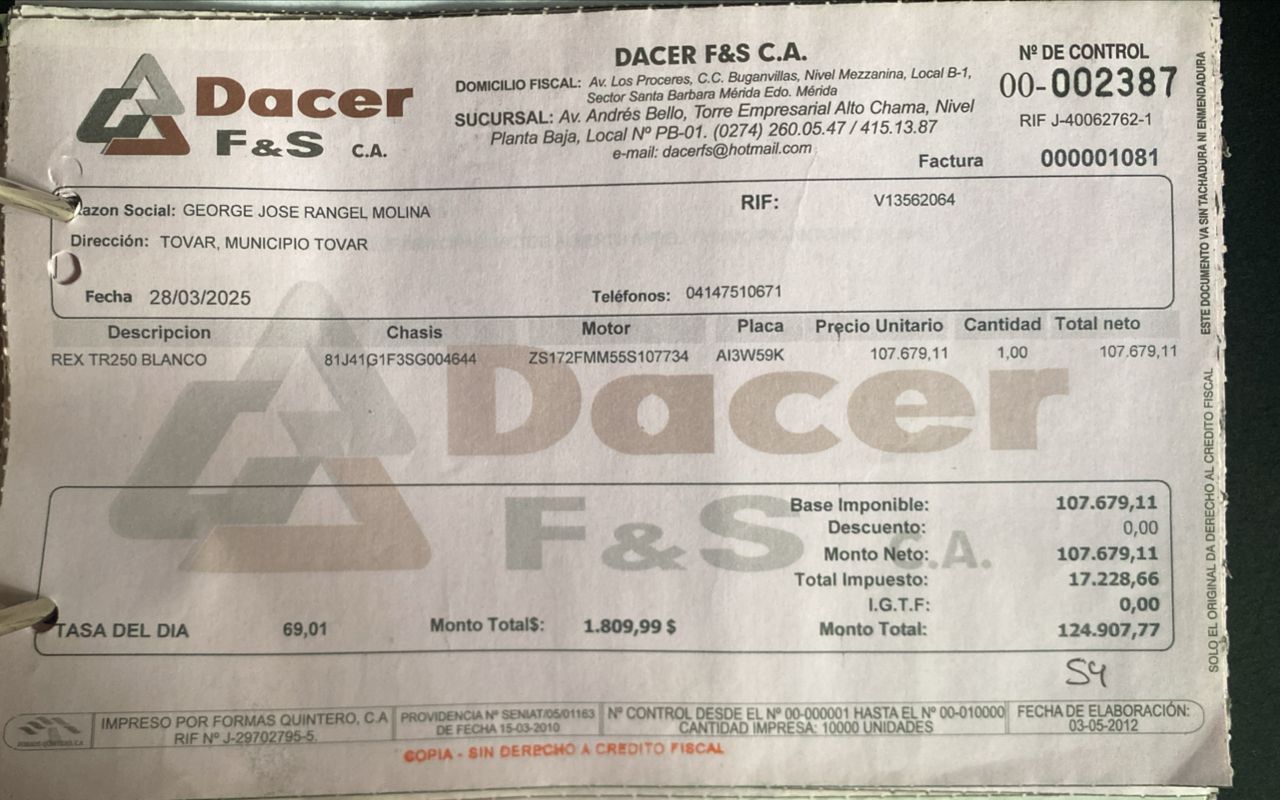 Dacer
F&S C.A.
DACER F&S C.A.
DOMICILIO FISCAL: Av. Los Proceres, C.C. Buganvillas, Nivel Mezzanina, Local B-1,
Sector Santa Barbara Mérida Edo. Mérida
SUCURSAL: Av. Andrés Bello, Torre Empresarial Alto Chama, Nivel
Planta Baja, Local Nº PB-01. (0274) 260.05.47 / 415.13.87
e-mail: dacerfs@hotmail.com
Nº DE CONTROL
00-002387
RIF J-40062762-1
Factura 000001081
azon Social: GEORGE JOSE RANGEL MOLINA RIF: V13562064
Dirección: TOVAR, MUNICIPIO TOVAR
Fecha 28/03/2025 Teléfonos: 04147510671
Descripcion Chasis Motor Placa Precio Unitario Cantidad Total neto
REX TR250 BLANCO 81J41G1F3SG004644 ZS172FMM55S107734 AI3W59K 107.679,11 1,00 107.679,11
Dacer
F&S C.A.
Base Imponible: 107.679,11
Descuento: 0,00
Monto Neto: 107.679,11
Total Impuesto: 17.228,66
I.G.T.F: 0,00
TASA DEL DIA 69,01 Monto Total$: 1.809,99 $ Monto Total: 124.907,77
S4
IMPRESO POR FORMAS QUINTERO, C.A
RIF Nº J-29702795-5.
PROVIDENCIA Nº SENIAT/05/01163
DE FECHA 15-03-2010
Nº CONTROL DESDE EL Nº 00-000001 HASTA EL Nº 00-010000
CANTIDAD IMPRESA: 10000 UNIDADES
FECHA DE ELABORACIÓN:
03-05-2012
COPIA - SIN DERECHO A CREDITO FISCAL
ESTE DOCUMENTO VA SIN TACHADURA NI ENMENDADURA
SOLO EL ORIGINAL DA DERECHO AL CREDITO FISCAL